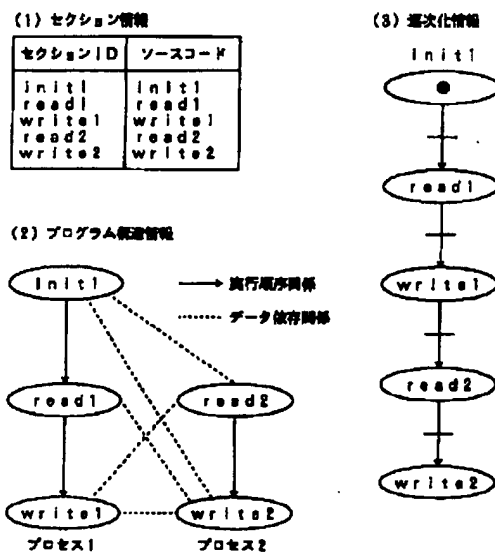 (1) セクション情報
セクションID ソースコード
init1 init1
read1 read1
write1 write1
read2 read2
write2 write2
(2) プログラム構造情報
init1
実行順序関係
データ依存関係
read1 read2
write1 write2
プロセス1 プロセス2
(3) 逐次化情報
init1
read1
write1
read2
write2